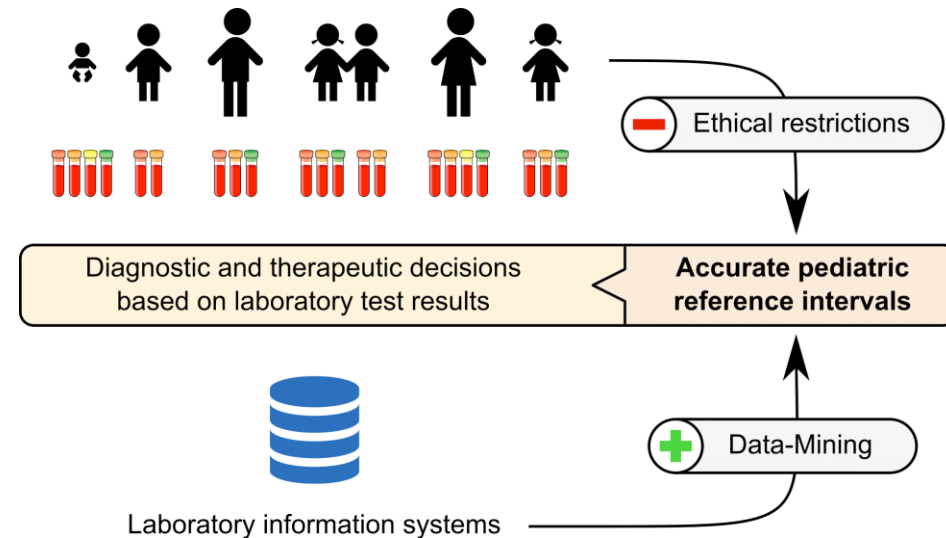 Ethical restrictions
Diagnostic and therapeutic decisions
based on laboratory test results
Accurate pediatric
reference intervals
Data-Mining
Laboratory information systems